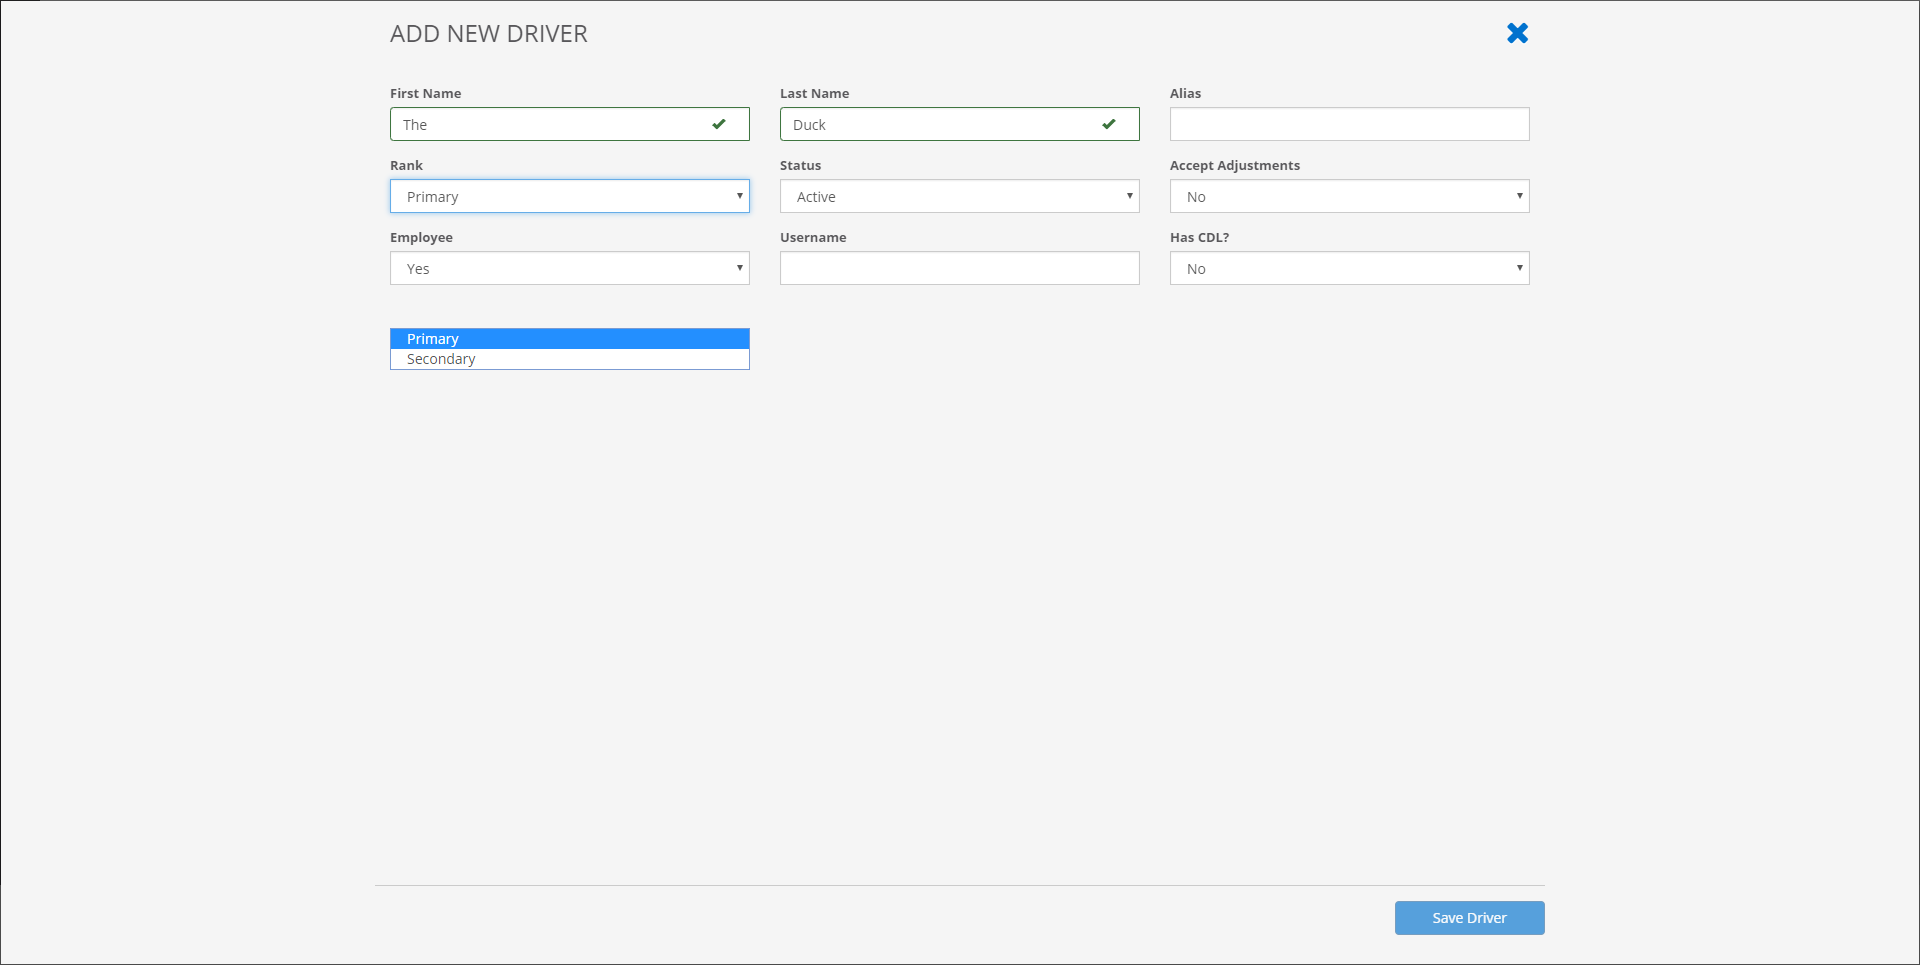 ADD NEW DRIVER
First Name Last Name Alias
The Duck
Rank Status Accept Adjustments
Primary Active No
Employee Username Has CDL?
Yes No
Primary
Secondary
Save Driver